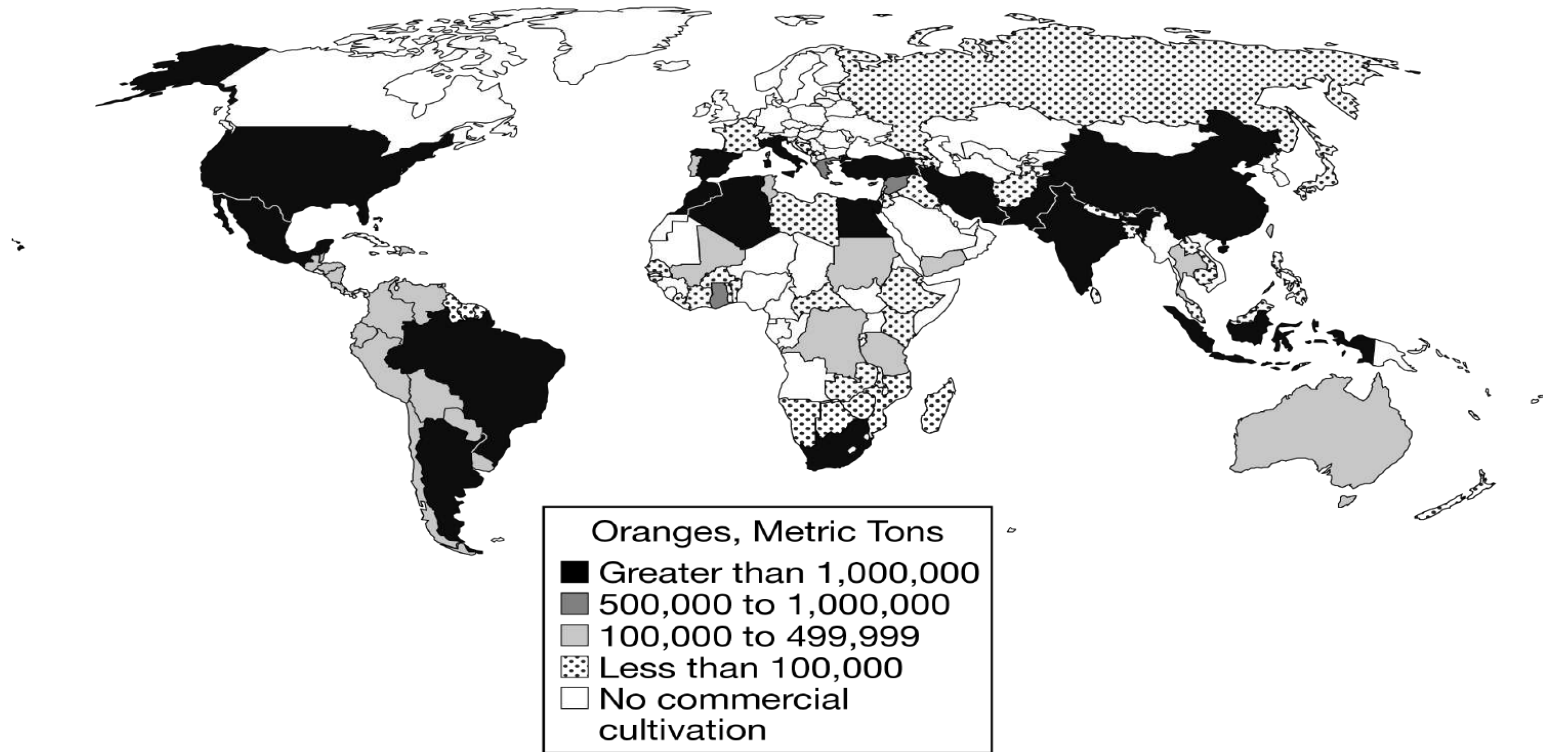 Oranges, Metric Tons
Greater than 1,000,000
500,000 to 1,000,000
100,000 to 499,999
Less than 100,000
No commercial
cultivation